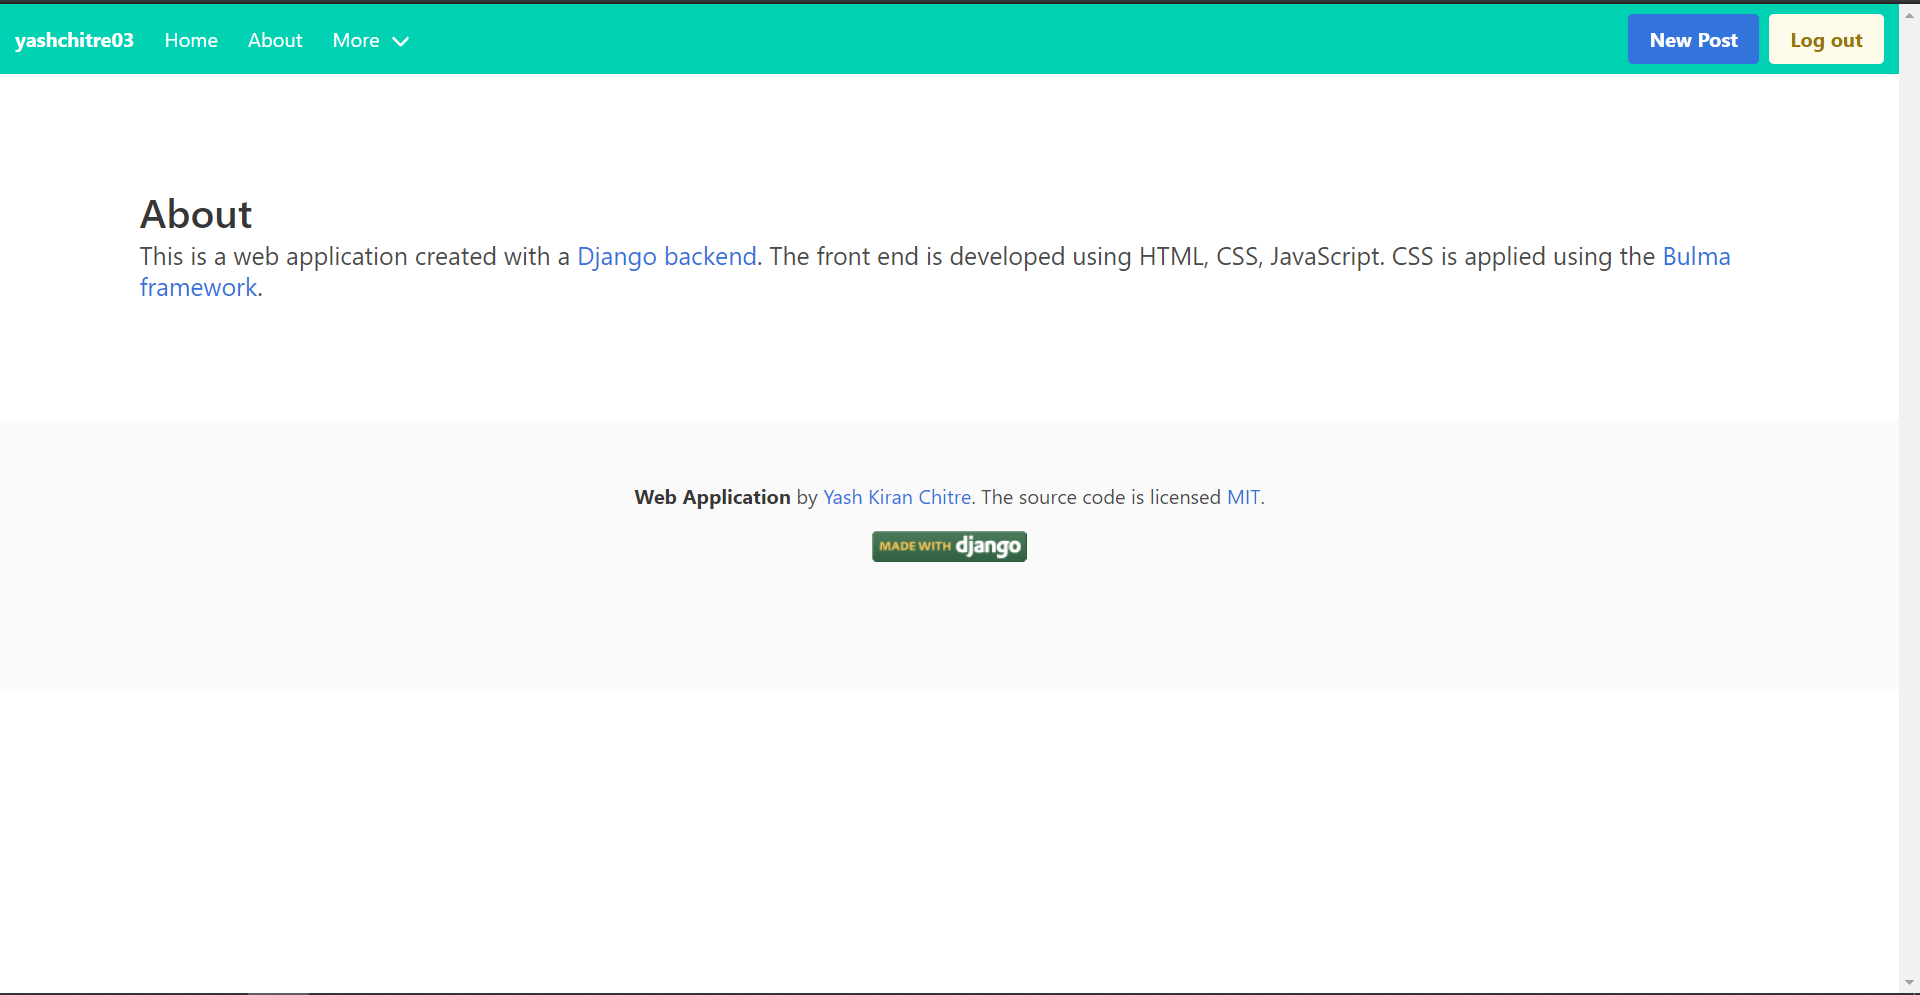 yashchitre03 Home About More New Post Log out
About
This is a web application created with a Django backend. The front end is developed using HTML, CSS, JavaScript. CSS is applied using the Bulma
framework.
Web Application by Yash Kiran Chitre. The source code is licensed MIT.
MADE WITH django